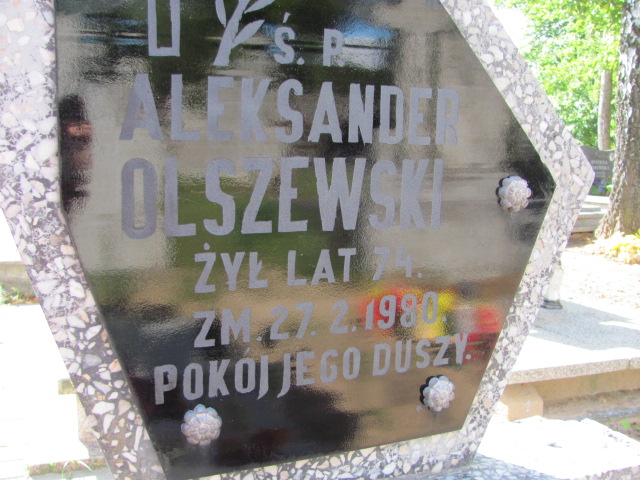 Ś. P.
ALEKSANDER
OLSZEWSKI
ŻYŁ LAT 74.
ZM. 27. 2. 1980
POKÓJ JEGO DUSZY.